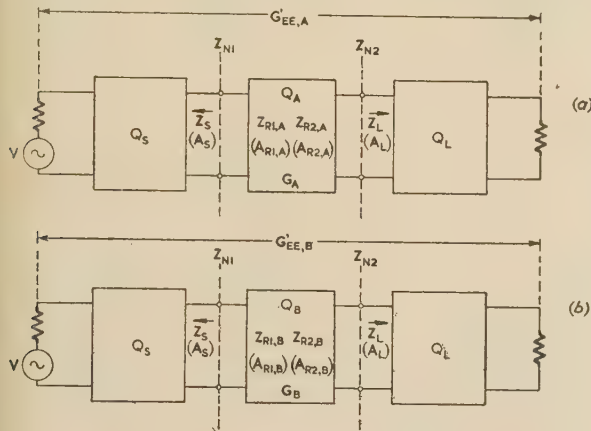 G'EE,A
ZN1 ZN2
QS QA QL (a)
ZS ZR1,A ZR2,A ZL
(AS) (AR1,A) (AR2,A) (AL)
V GA
G'EE,B
ZN1 ZN2
QS QB QL (b)
ZS ZR1,B ZR2,B ZL
(AS) (AR1,B) (AR2,B) (AL)
V GB